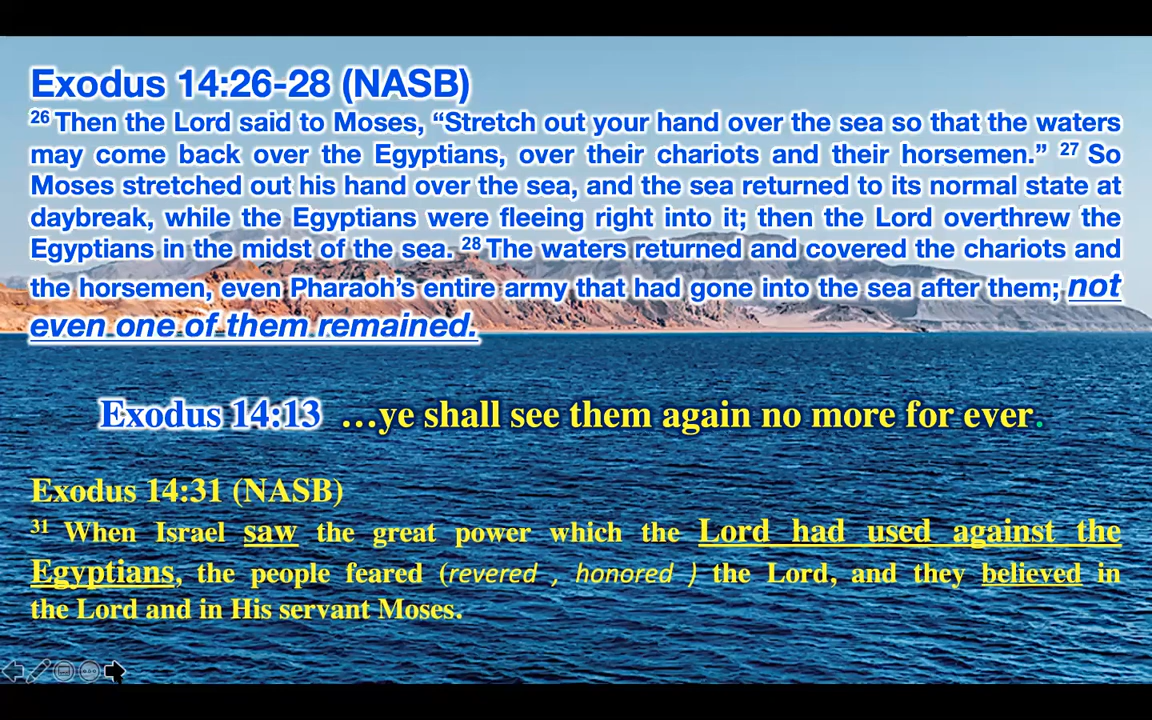 Exodus 14:26-28 (NASB)
26 Then the Lord said to Moses, “Stretch out your hand over the sea so that the waters
may come back over the Egyptians, over their chariots and their horsemen.” 27 So
Moses stretched out his hand over the sea, and the sea returned to its normal state at
daybreak, while the Egyptians were fleeing right into it; then the Lord overthrew the
Egyptians in the midst of the sea. 28 The waters returned and covered the chariots and
the horsemen, even Pharaoh’s entire army that had gone into the sea after them; not
even one of them remained.
Exodus 14:13 …ye shall see them again no more for ever.
Exodus 14:31 (NASB)
31 When Israel saw the great power which the Lord had used against the
Egyptians, the people feared (revered , honored ) the Lord, and they believed in
the Lord and in His servant Moses.